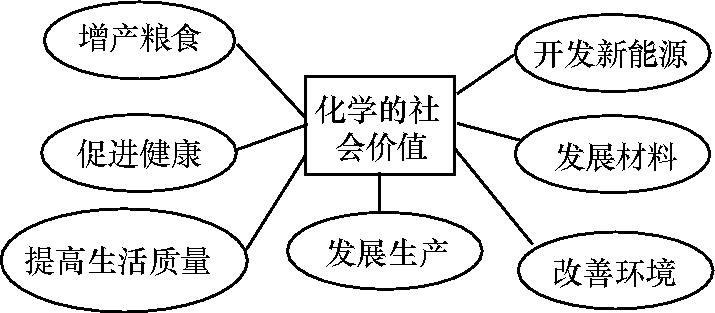 增产粮食
开发新能源
化学的社
会价值
促进健康
发展材料
提高生活质量
发展生产
改善环境